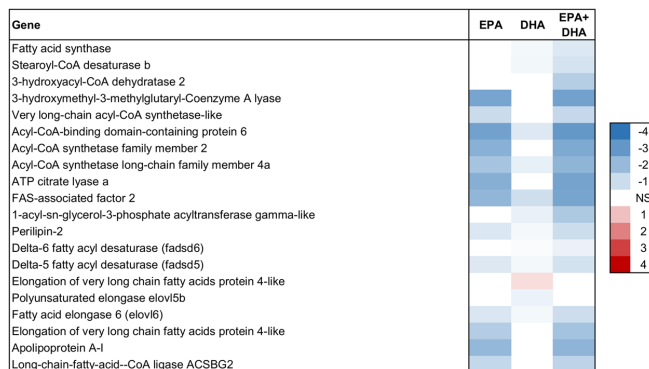 Gene EPA DHA EPA+
DHA
Fatty acid synthase
Stearoyl-CoA desaturase b
3-hydroxyacyl-CoA dehydratase 2
3-hydroxymethyl-3-methylglutaryl-Coenzyme A lyase
Very long-chain acyl-CoA synthetase-like
Acyl-CoA-binding domain-containing protein 6
Acyl-CoA synthetase family member 2
Acyl-CoA synthetase long-chain family member 4a
ATP citrate lyase a
FAS-associated factor 2
1-acyl-sn-glycerol-3-phosphate acyltransferase gamma-like
Perilipin-2
Delta-6 fatty acyl desaturase (fadsd6)
Delta-5 fatty acyl desaturase (fadsd5)
Elongation of very long chain fatty acids protein 4-like
Polyunsaturated elongase elovl5b
Fatty acid elongase 6 (elovl6)
Elongation of very long chain fatty acids protein 4-like
Apolipoprotein A-I
Long-chain-fatty-acid--CoA ligase ACSBG2
-4
-3
-2
-1
NS
1
2
3
4